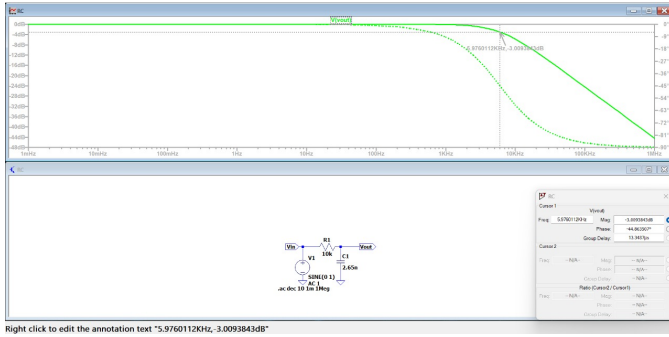 RC
V(vout)
0dB
-4dB
-8dB
-12dB
-16dB
-20dB
-24dB
-28dB
-32dB
-36dB
-40dB
-44dB
-48dB
0°
-9°
-18°
-27°
-36°
-45°
-54°
-63°
-72°
-81°
-90°
5.9760112KHz,-3.0093843dB
1mHz
10mHz
100mHz
1Hz
10Hz
100Hz
1KHz
10KHz
100KHz
1MHz
RC
Vin
R1
10k
Vout
V1
C1
2.65n
SINE(0 1)
AC 1
.ac dec 10 1m 1Meg
RC
Cursor 1
V(vout)
Freq: 5.9760112KHz Mag: -3.0093843dB
Phase: -44.863507°
Group Delay:
Cursor 2
Freq: -- N/A-- Mag: -- N/A--
Phase: -- N/A--
Group Delay: -- N/A--
Ratio (Cursor2 / Cursor1)
Freq: -- N/A-- Mag: -- N/A--
Phase: -- N/A--
Group Delay: -- N/A--
Right click to edit the annotation text "5.9760112KHz,-3.0093843dB"